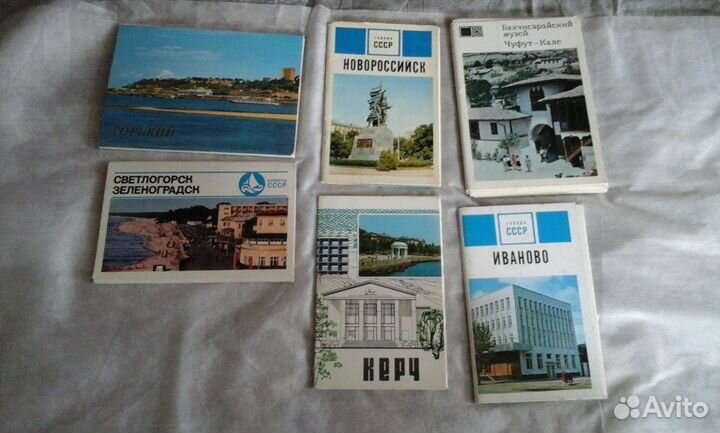 ГОРЬКИЙ
ГОРОДА
СССР
НОВОРОССИЙСК
Бахчисарайский
музей
Чуфут-Кале
СВЕТЛОГОРСК
ЗЕЛЕНОГРАДСК
КУРОРТЫ
СССР
КЕРЧ
ГОРОДА
СССР
ИВАНОВО
Avito